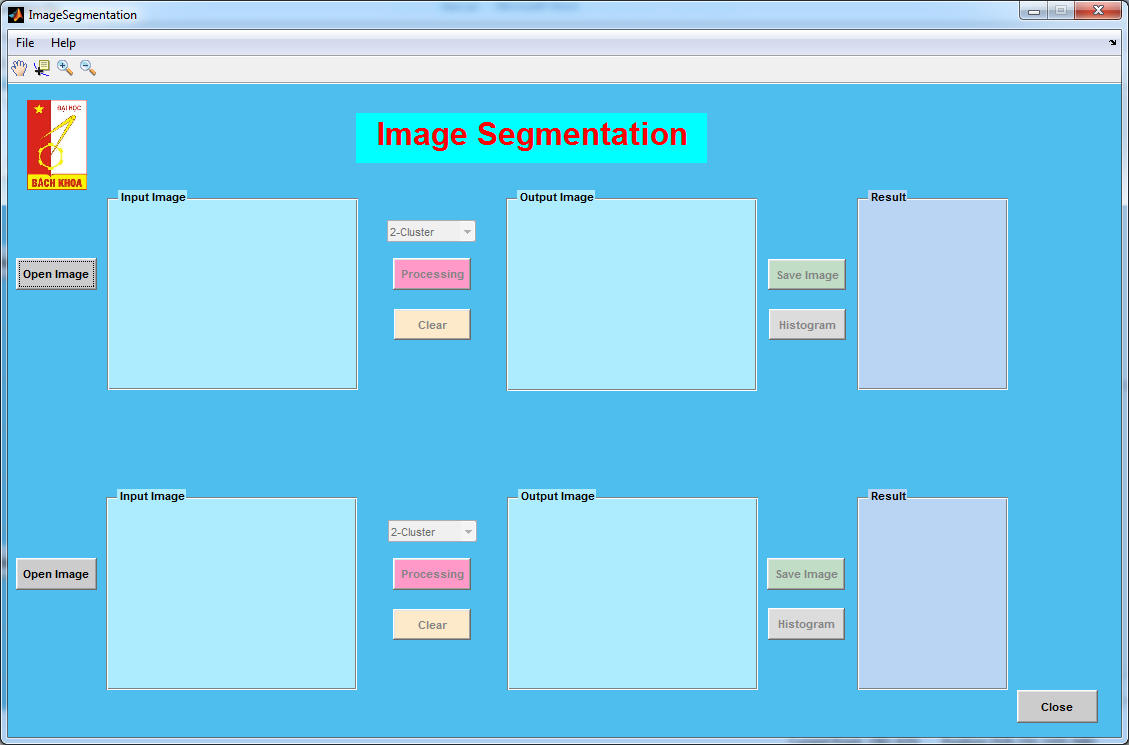 ImageSegmentation
File Help
ĐẠI HỌC
BÁCH KHOA
Image Segmentation
Input Image
Output Image
Result
2-Cluster
Open Image
Processing
Save Image
Clear
Histogram
Input Image
Output Image
Result
2-Cluster
Open Image
Processing
Save Image
Clear
Histogram
Close